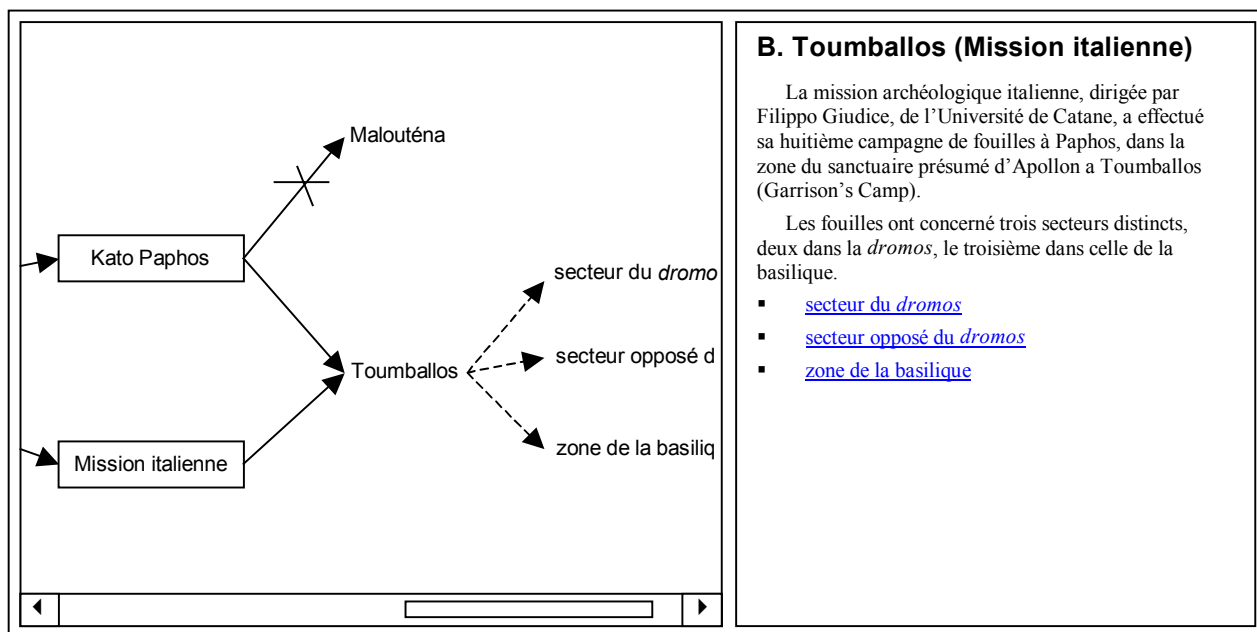 Malouténa
Kato Paphos
secteur du dromo
secteur opposé d
Toumballos
zone de la basiliq
Mission italienne
B. Toumballos (Mission italienne)
La mission archéologique italienne, dirigée par
Filippo Giudice, de l’Université de Catane, a effectué
sa huitième campagne de fouilles à Paphos, dans la
zone du sanctuaire présumé d’Apollon a Toumballos
(Garrison’s Camp).
Les fouilles ont concerné trois secteurs distincts,
deux dans la dromos, le troisième dans celle de la
basilique.
▪ secteur du dromos
▪ secteur opposé du dromos
▪ zone de la basilique